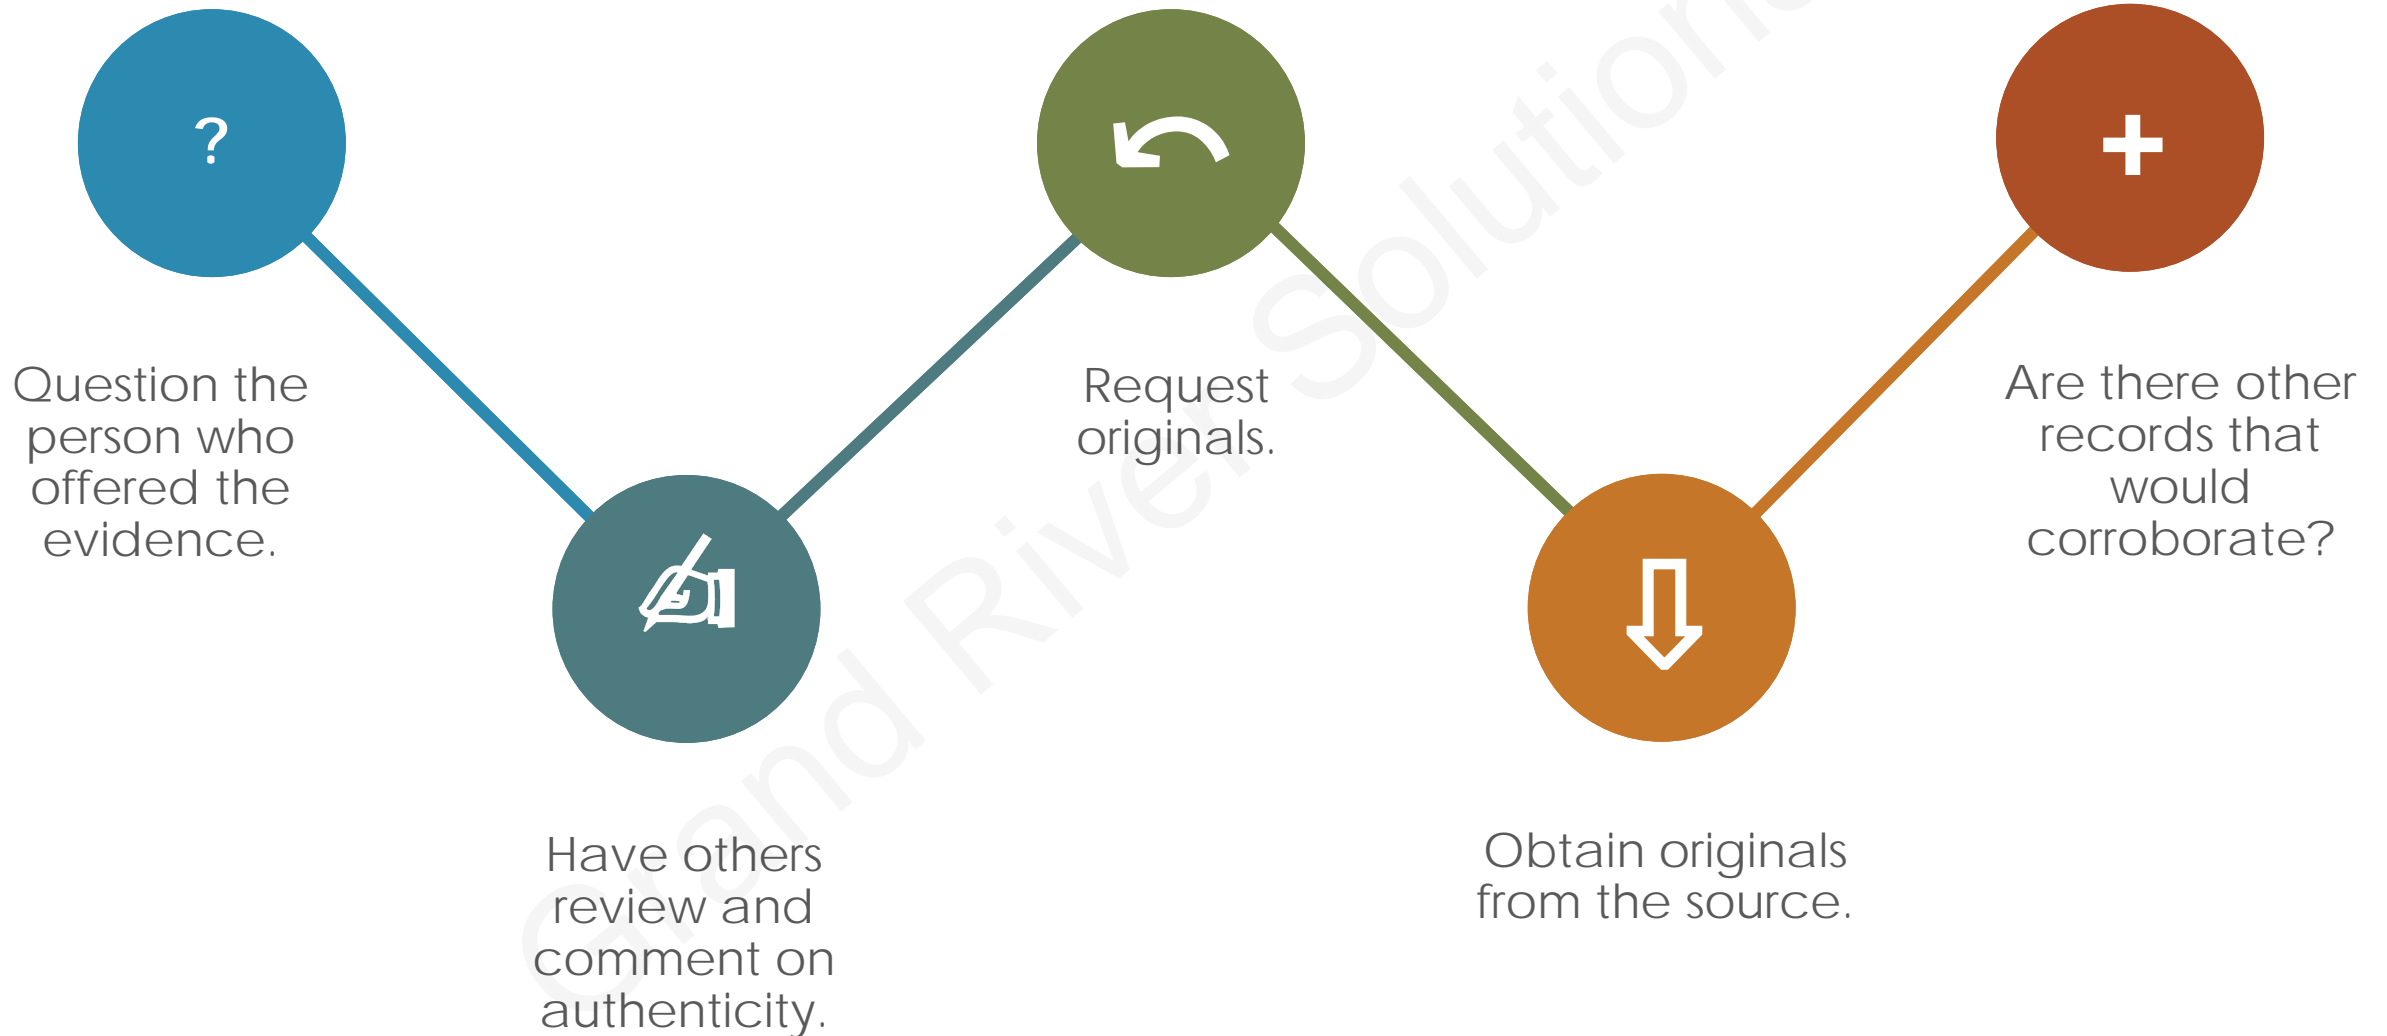 ?
Question the
person who
offered the
evidence.
Have others
review and
comment on
authenticity.
Request
originals.
Obtain originals
from the source.
+
Are there other
records that
would
corroborate?
Grand River Solutions